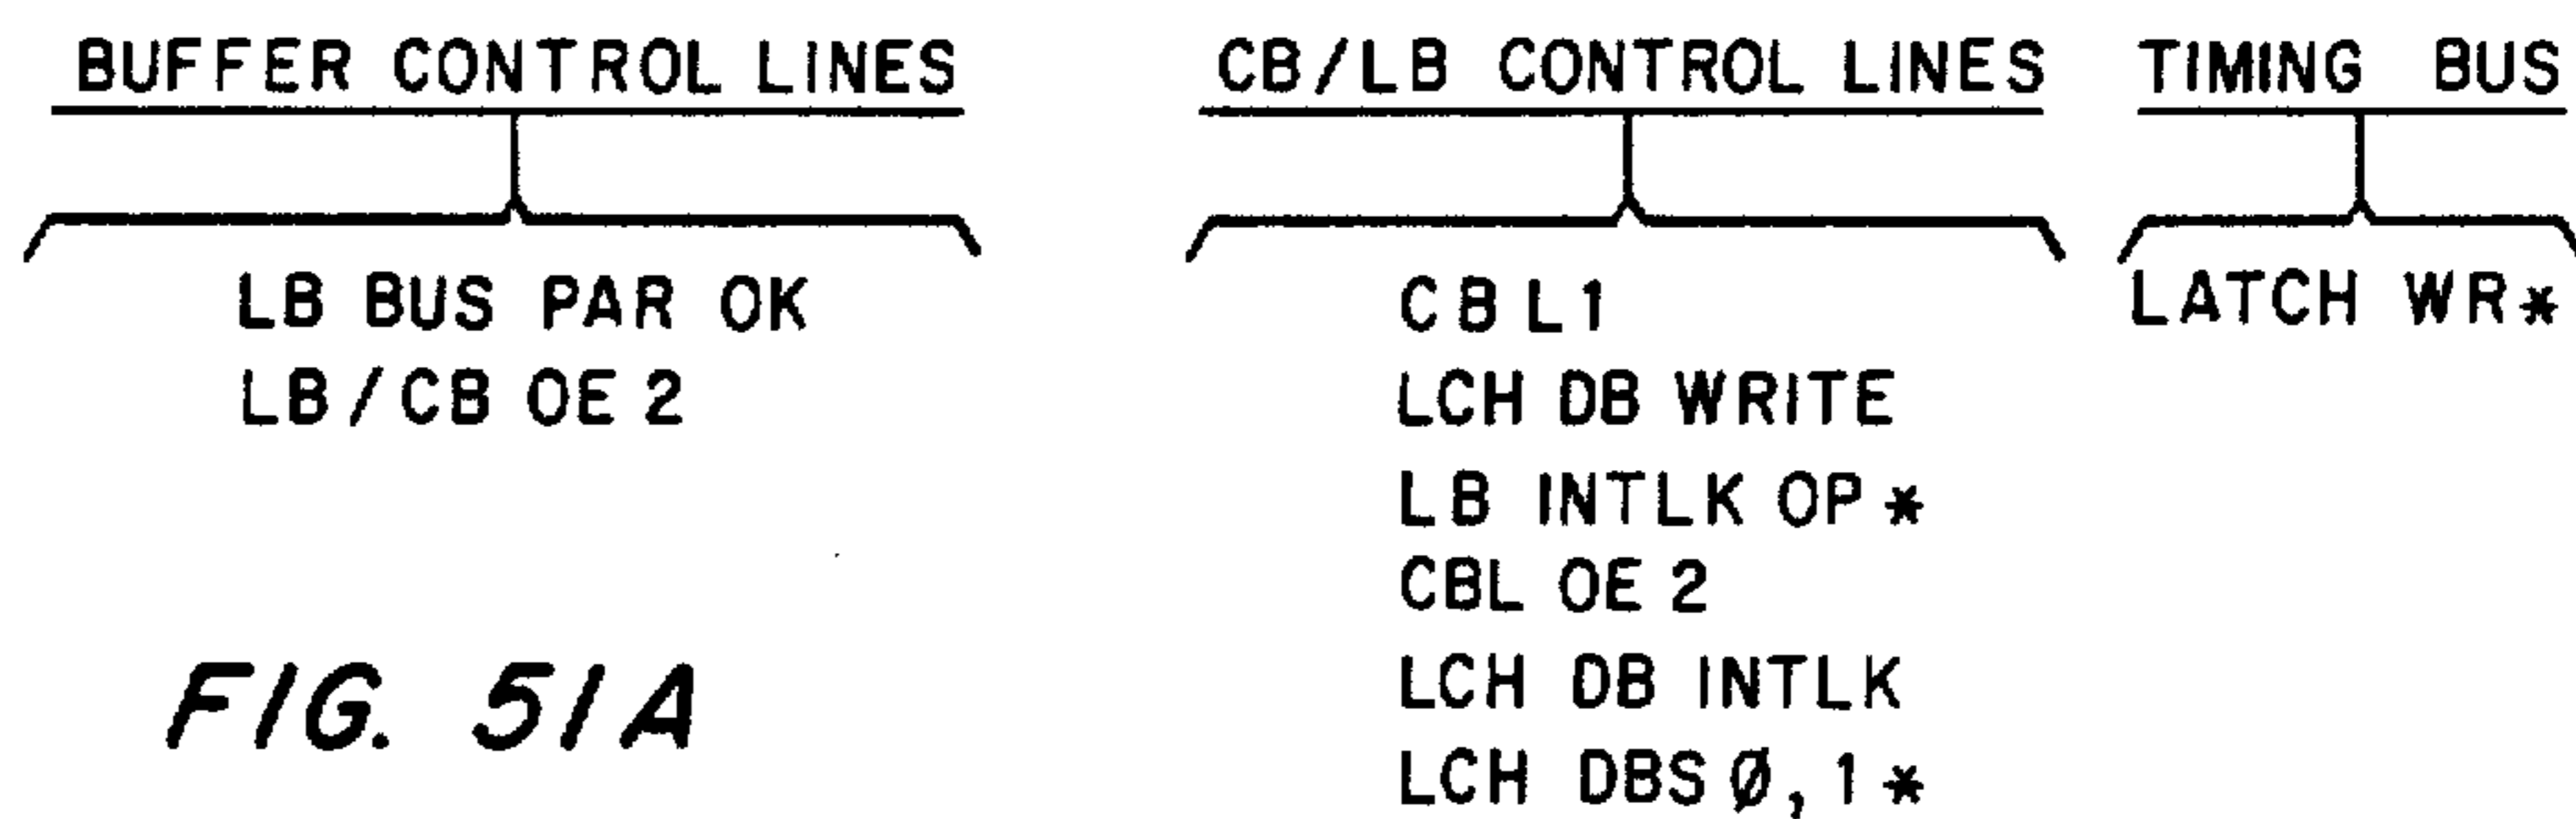 BUFFER CONTROL LINES
LB BUS PAR OK
LB/CB OE 2
CB/LB CONTROL LINES
CB L1
LCH DB WRITE
LB INTLK OP*
CBL OE 2
LCH DB INTLK
LCH DBS Ø, 1*
TIMING BUS
LATCH WR*
FIG. 51A